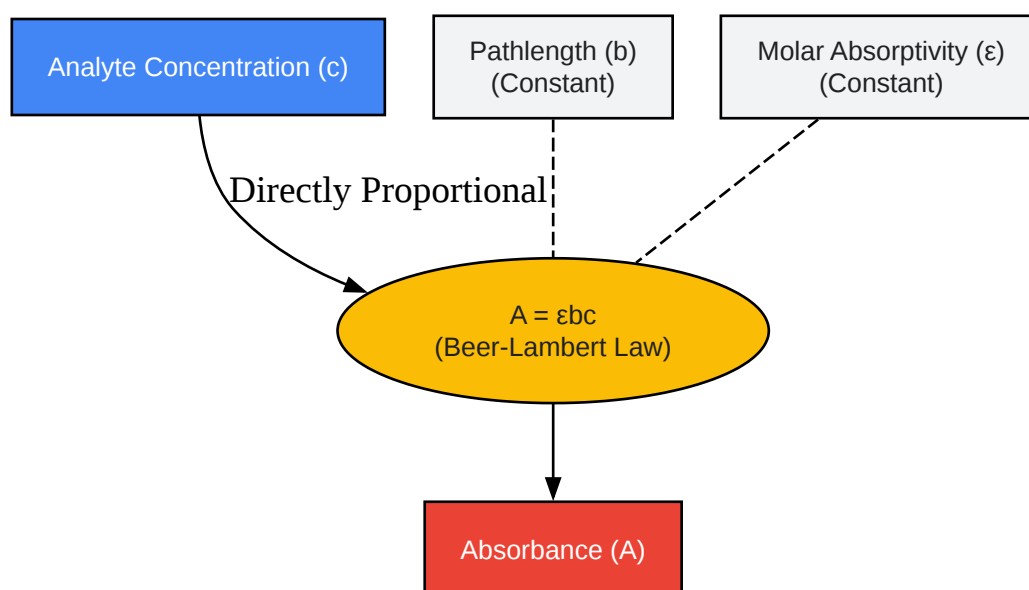 Analyte Concentration (c)
Pathlength (b)
(Constant)
Molar Absorptivity (ε)
(Constant)
Directly Proportional
A = εbc
(Beer-Lambert Law)
Absorbance (A)